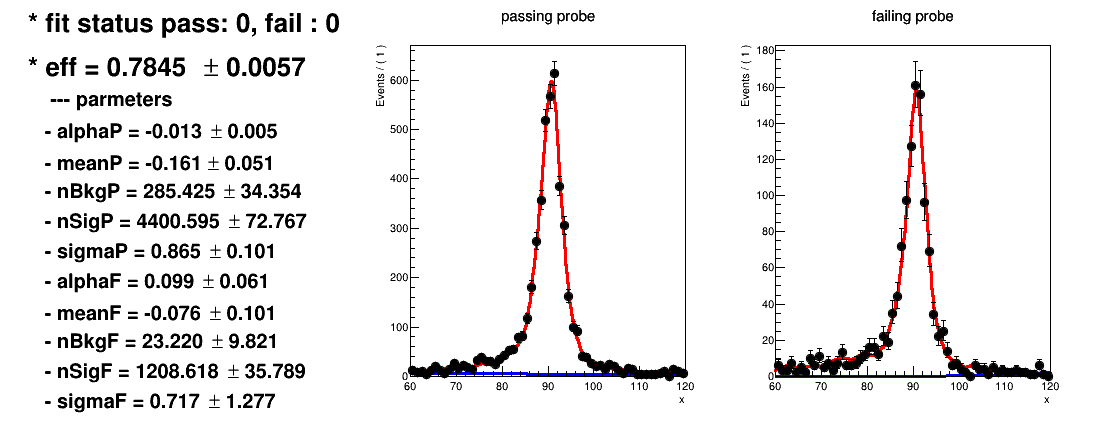 * fit status pass: 0, fail : 0
* eff = 0.7845 ± 0.0057
--- parmeters
- alphaP = -0.013 ± 0.005
- meanP = -0.161 ± 0.051
- nBkgP = 285.425 ± 34.354
- nSigP = 4400.595 ± 72.767
- sigmaP = 0.865 ± 0.101
- alphaF = 0.099 ± 0.061
- meanF = -0.076 ± 0.101
- nBkgF = 23.220 ± 9.821
- nSigF = 1208.618 ± 35.789
- sigmaF = 0.717 ± 1.277
passing probe
Events / ( 1 )
600
500
400
300
200
100
0
60 70 80 90 100 110 120
x
failing probe
Events / ( 1 )
180
160
140
120
100
80
60
40
20
0
60 70 80 90 100 110 120
x